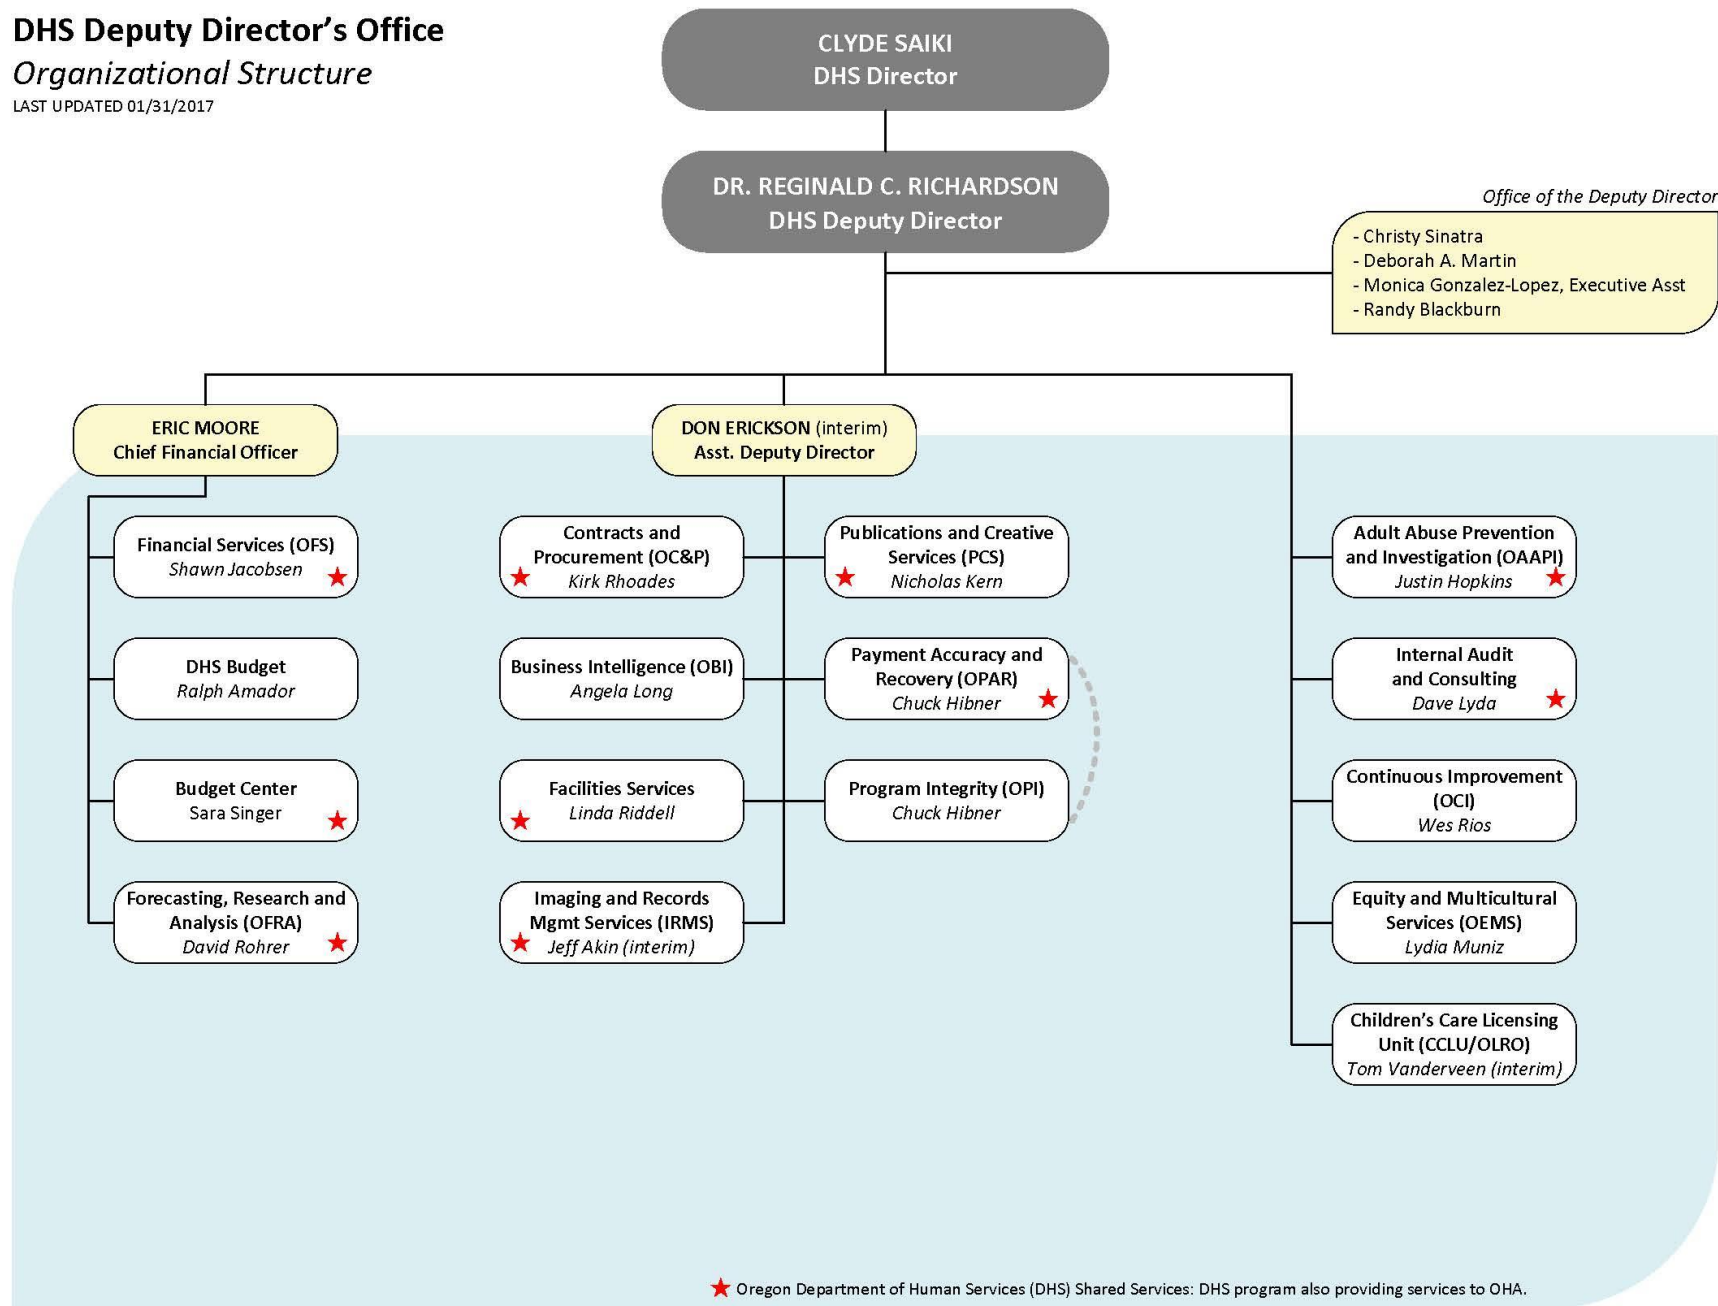 DHS Deputy Director’s Office
Organizational Structure
LAST UPDATED 01/31/2017
CLYDE SAIKI
DHS Director
DR. REGINALD C. RICHARDSON
DHS Deputy Director
Office of the Deputy Director
- Christy Sinatra
- Deborah A. Martin
- Monica Gonzalez-Lopez, Executive Asst
- Randy Blackburn
ERIC MOORE
Chief Financial Officer
DON ERICKSON (interim)
Asst. Deputy Director
Financial Services (OFS)
Shawn Jacobsen
DHS Budget
Ralph Amador
Budget Center
Sara Singer
Forecasting, Research and
Analysis (OFRA)
David Rohrer
Contracts and
Procurement (OC&P)
Kirk Rhoades
Business Intelligence (OBI)
Angela Long
Facilities Services
Linda Riddell
Imaging and Records
Mgmt Services (IRMS)
Jeff Akin (interim)
Publications and Creative
Services (PCS)
Nicholas Kern
Payment Accuracy and
Recovery (OPAR)
Chuck Hibner
Program Integrity (OPI)
Chuck Hibner
Adult Abuse Prevention
and Investigation (OAAPI)
Justin Hopkins
Internal Audit
and Consulting
Dave Lyda
Continuous Improvement
(OCI)
Wes Rios
Equity and Multicultural
Services (OEMS)
Lydia Muniz
Children’s Care Licensing
Unit (CCLU/OLRO)
Tom Vanderveen (interim)
Oregon Department of Human Services (DHS) Shared Services: DHS program also providing services to OHA.